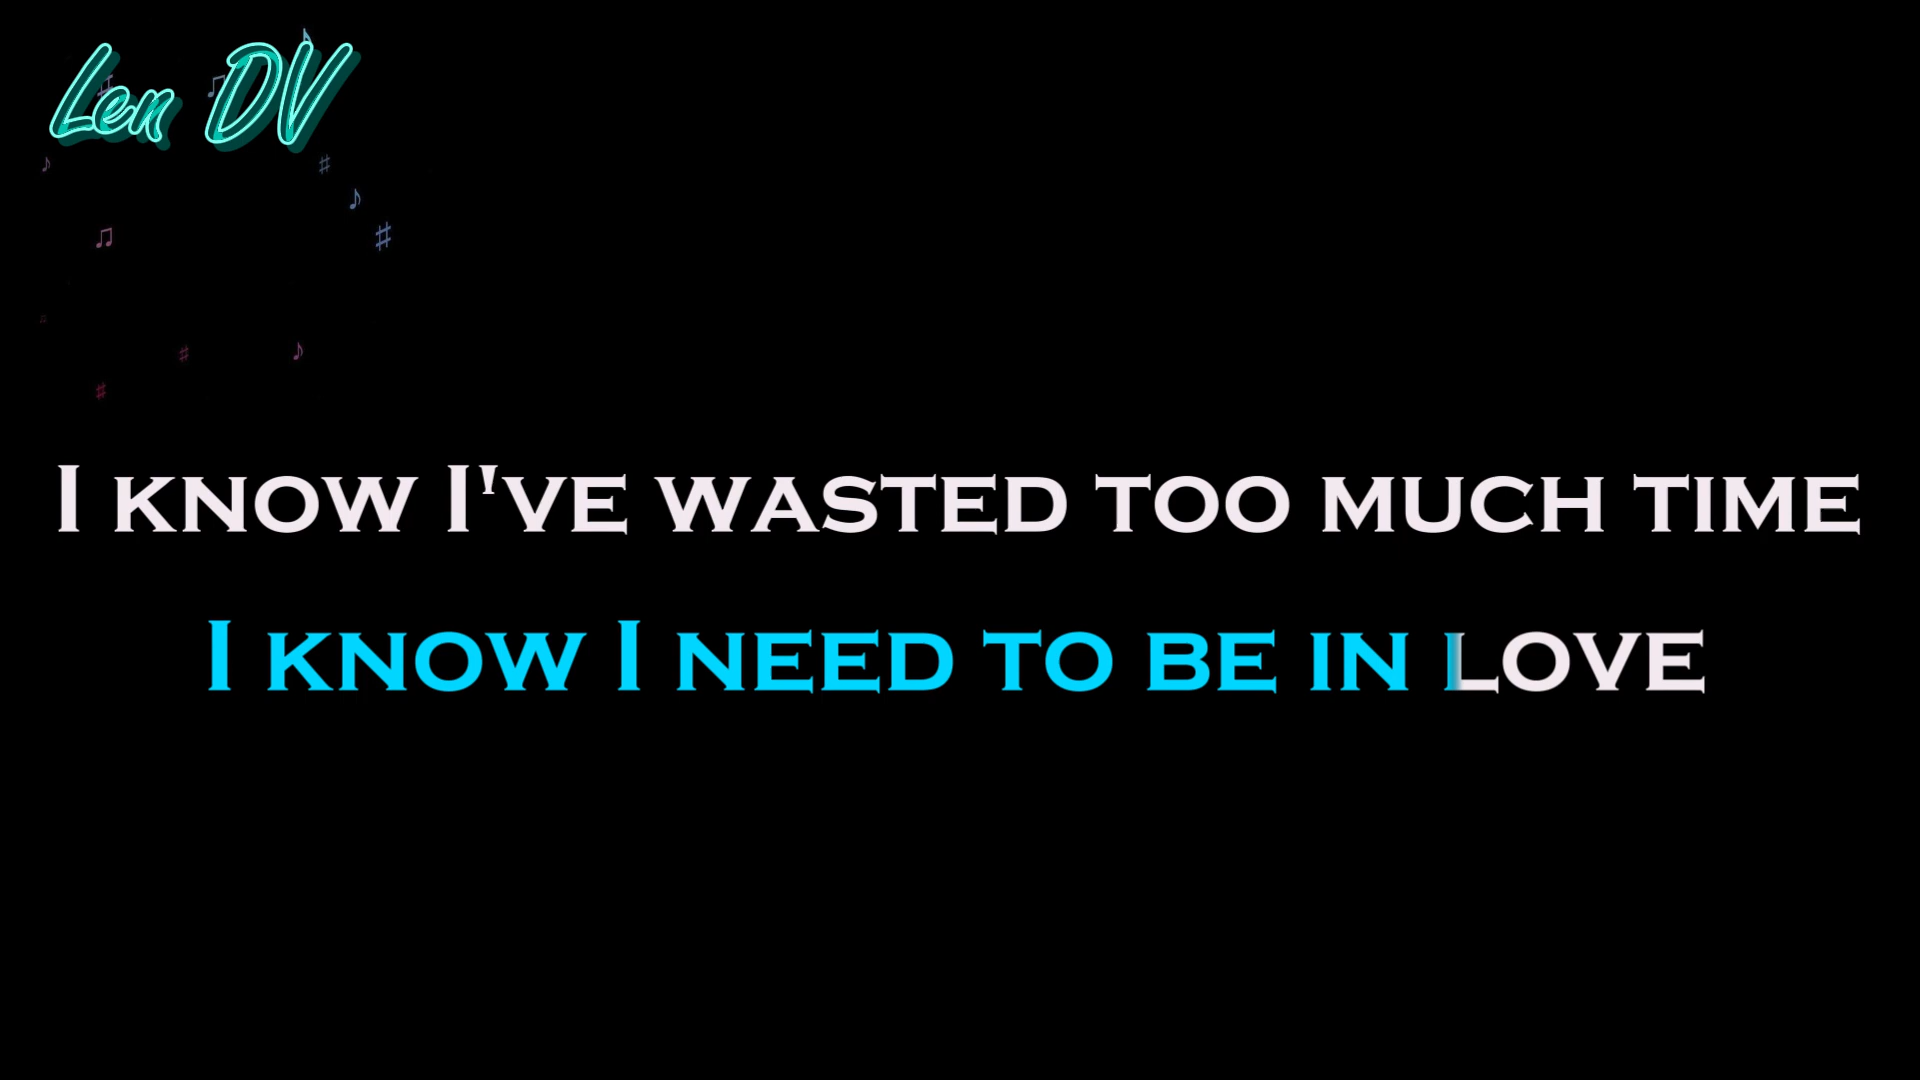 Len DV
I KNOW I'VE WASTED TOO MUCH TIME
I KNOW I NEED TO BE IN LOVE